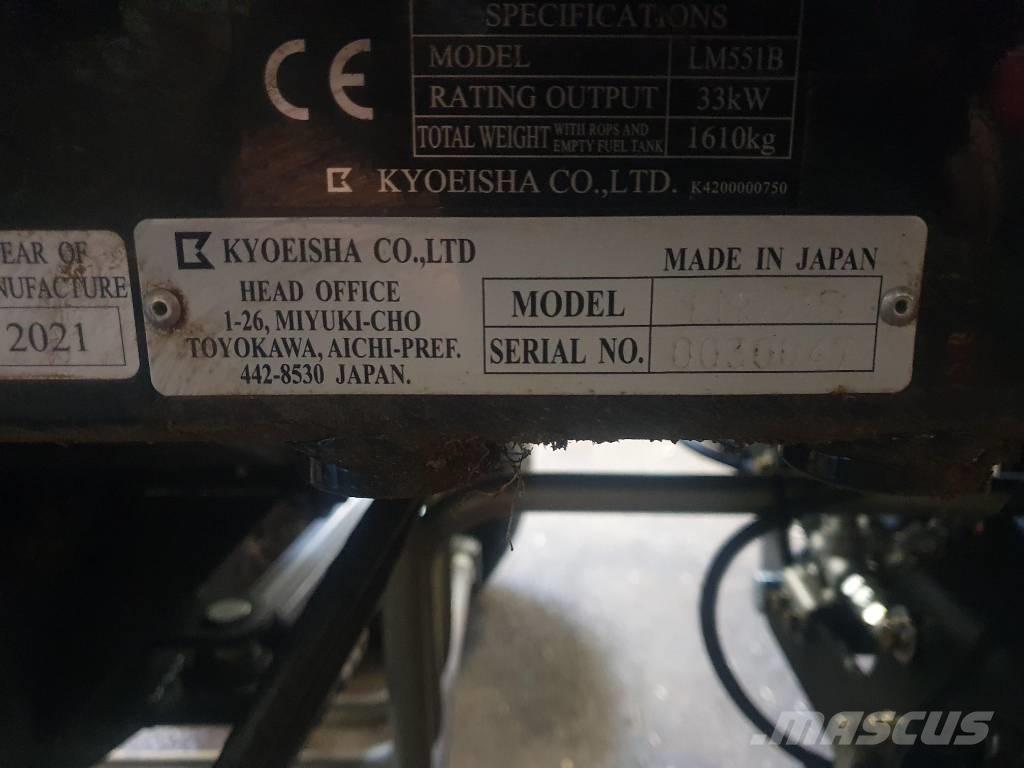 SPECIFICATIONS
MODEL LM551B
RATING OUTPUT 33kW
TOTAL WEIGHT WITH ROPS AND EMPTY FUEL TANK 1610kg
CE
KYOEISHA CO.,LTD. K4200000750
EAR OF
NUFACTURE
2021
KYOEISHA CO.,LTD
HEAD OFFICE
1-26, MIYUKI-CHO
TOYOKAWA, AICHI-PREF.
442-8530 JAPAN.
MADE IN JAPAN
MODEL
SERIAL NO.
MASCUS